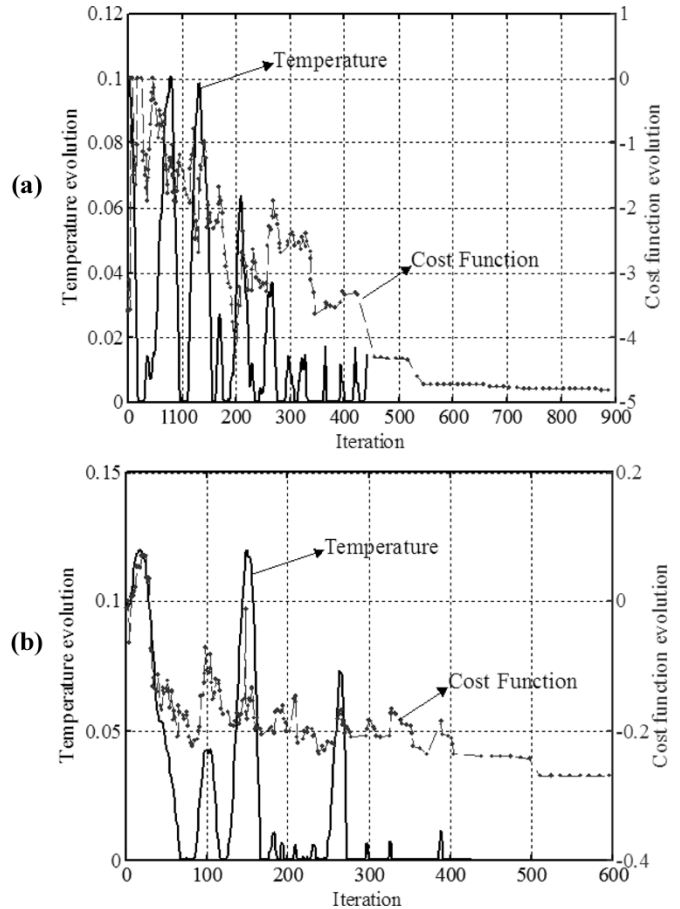 (a)
Temperature evolution
0.12
0.1
0.08
0.06
0.04
0.02
0
Temperature
Cost Function
1
0
-1
-2
-3
-4
-5
Cost function evolution
0 1100 200 300 400 500 600 700 800 900
Iteration
(b)
Temperature evolution
0.15
0.1
0.05
0
Temperature
Cost Function
0.2
0
-0.2
-0.4
Cost function evolution
0 100 200 300 400 500 600
Iteration